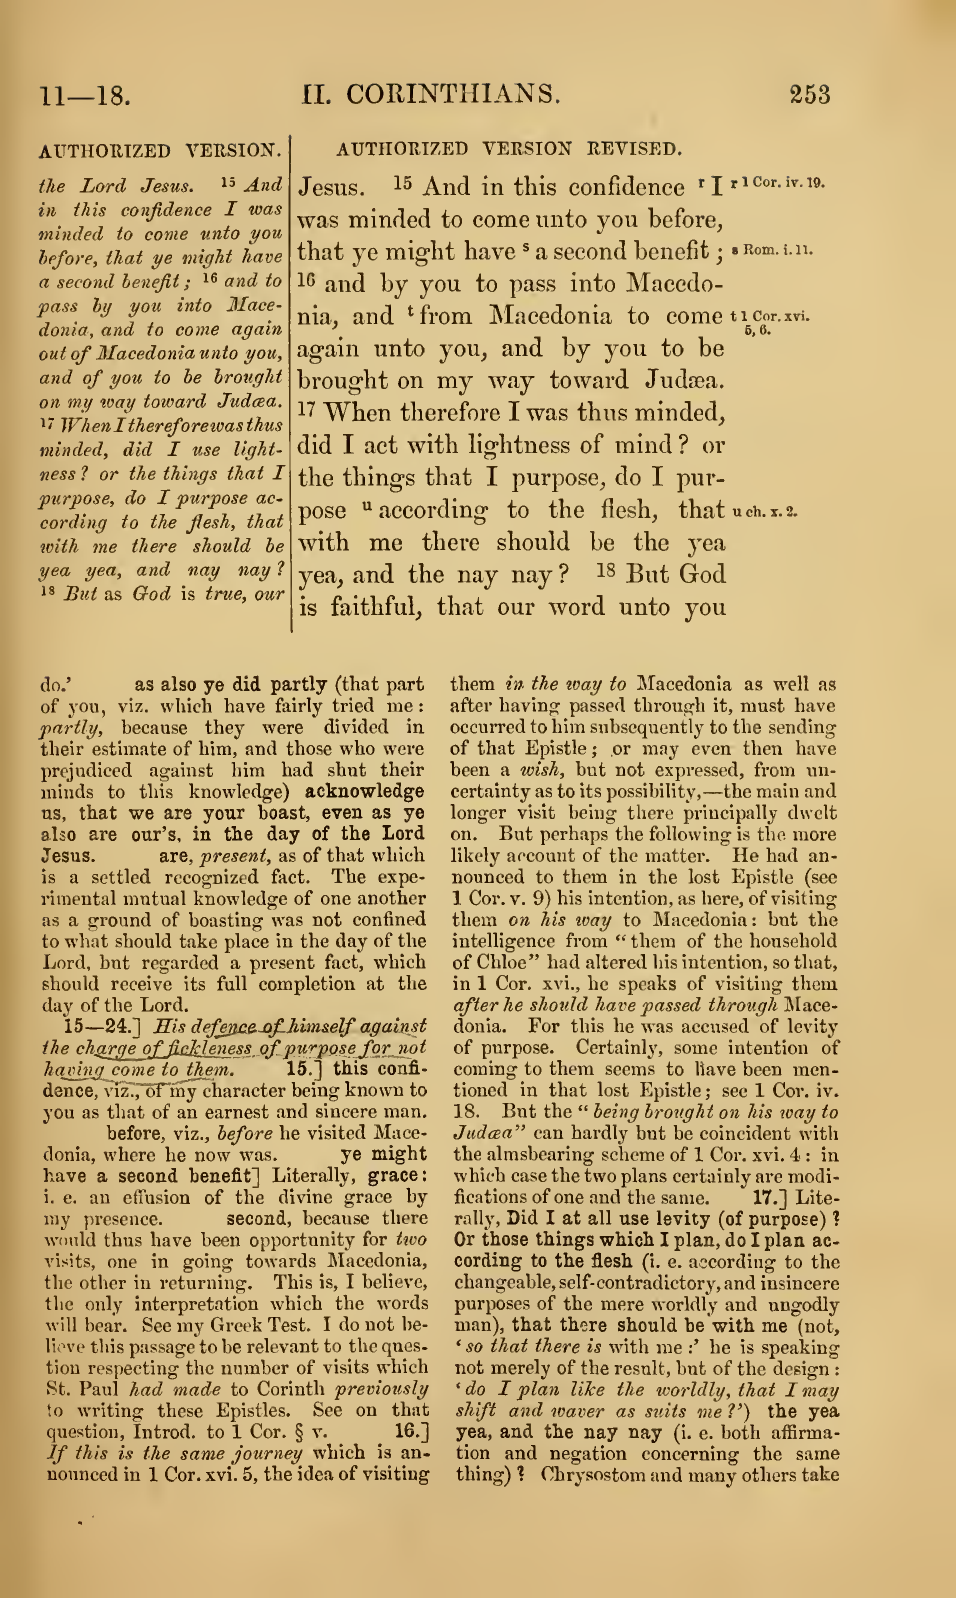 11—18.
II. CORINTHIANS.
253
AUTHORIZED VERSION.
the Lord Jesus. 15 And
in this confidence I was
minded to come unto you
before, that ye might have
a second benefit; 16 and to
pass by you into Mace-
donia, and to come again
out of Macedonia unto you,
and of you to be brought
on my way toward Judæa.
17 When I therefore was thus
minded, did I use light-
ness? or the things that I
purpose, do I purpose ac-
cording to the flesh, that
with me there should be
yea yea, and nay nay?
18 But as God is true, our
AUTHORIZED VERSION REVISED.
Jesus. 15 And in this confidence r I
was minded to come unto you before,
that ye might have s a second benefit;
16 and by you to pass into Macedo-
nia, and t from Macedonia to come
again unto you, and by you to be
brought on my way toward Judæa.
17 When therefore I was thus minded,
did I act with lightness of mind? or
the things that I purpose, do I pur-
pose u according to the flesh, that
with me there should be the yea
yea, and the nay nay? 18 But God
is faithful, that our word unto you
r 1 Cor. iv. 19.
s Rom. i. 11.
t 1 Cor. xvi.
5, 6.
u ch. x. 2.
do.' as also ye did partly (that part
of you, viz. which have fairly tried me:
partly, because they were divided in
their estimate of him, and those who were
prejudiced against him had shut their
minds to this knowledge) acknowledge
us, that we are your boast, even as ye
also are our's, in the day of the Lord
Jesus. are, present, as of that which
is a settled recognized fact. The expe-
rimental mutual knowledge of one another
as a ground of boasting was not confined
to what should take place in the day of the
Lord, but regarded a present fact, which
should receive its full completion at the
day of the Lord.
15—24.] His defence of himself against
the charge of fickleness of purpose for not
having come to them. 15.] this confi-
dence, viz., of my character being known to
you as that of an earnest and sincere man.
before, viz., before he visited Mace-
donia, where he now was. ye might
have a second benefit] Literally, grace:
i. e. an effusion of the divine grace by
my presence. second, because there
would thus have been opportunity for two
visits, one in going towards Macedonia,
the other in returning. This is, I believe,
the only interpretation which the words
will bear. See my Greek Test. I do not be-
lieve this passage to be relevant to the ques-
tion respecting the number of visits which
St. Paul had made to Corinth previously
to writing these Epistles. See on that
question, Introd. to 1 Cor. § v. 16.]
If this is the same journey which is an-
nounced in 1 Cor. xvi. 5, the idea of visiting
them in the way to Macedonia as well as
after having passed through it, must have
occurred to him subsequently to the sending
of that Epistle; or may even then have
been a wish, but not expressed, from un-
certainty as to its possibility,—the main and
longer visit being there principally dwelt
on. But perhaps the following is the more
likely account of the matter. He had an-
nounced to them in the lost Epistle (see
1 Cor. v. 9) his intention, as here, of visiting
them on his way to Macedonia: but the
intelligence from "them of the household
of Chloe" had altered his intention, so that,
in 1 Cor. xvi., he speaks of visiting them
after he should have passed through Mace-
donia. For this he was accused of levity
of purpose. Certainly, some intention of
coming to them seems to have been men-
tioned in that lost Epistle; see 1 Cor. iv.
18. But the "being brought on his way to
Judæa" can hardly but be coincident with
the almsbearing scheme of 1 Cor. xvi. 4: in
which case the two plans certainly are modi-
fications of one and the same. 17.] Lite-
rally, Did I at all use levity (of purpose)?
Or those things which I plan, do I plan ac-
cording to the flesh (i. e. according to the
changeable, self-contradictory, and insincere
purposes of the mere worldly and ungodly
man), that there should be with me (not,
'so that there is with me:' he is speaking
not merely of the result, but of the design:
'do I plan like the worldly, that I may
shift and waver as suits me?') the yea
yea, and the nay nay (i. e. both affirma-
tion and negation concerning the same
thing)? Chrysostom and many others take